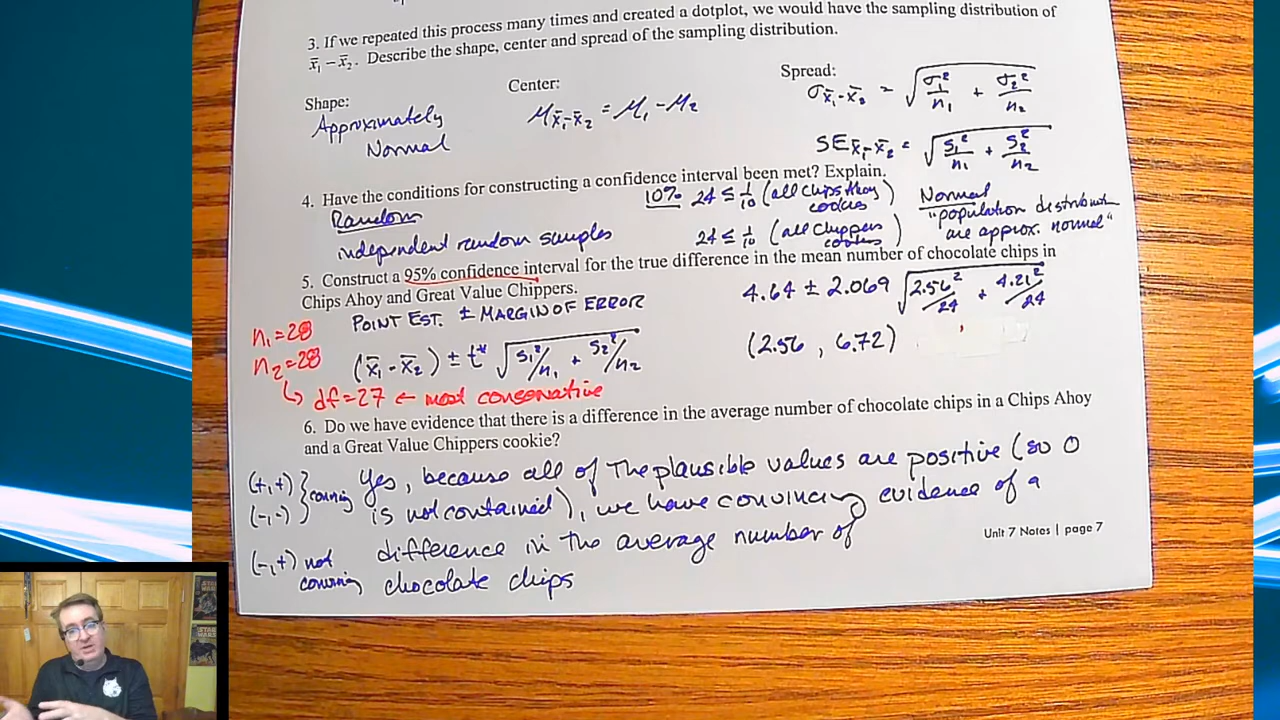 3. If we repeated this process many times and created a dotplot, we would have the sampling distribution of
x̄₁ – x̄₂. Describe the shape, center and spread of the sampling distribution.
Shape:
Approximately
Normal
Center:
μx̄₁-x̄₂ = μ₁ - μ₂
Spread:
σx̄₁-x̄₂ = √(σ₁²/n₁ + σ₂²/n₂)
SEx̄₁-x̄₂ = √(S₁²/n₁ + S₂²/n₂)
4. Have the conditions for constructing a confidence interval been met? Explain.
Random
independent random samples
10% 24 ≤ 1/10 (all Chips Ahoy cookies)
24 ≤ 1/10 (all Chippers cookies)
Normal
"population distribution
are approx. normal"
5. Construct a 95% confidence interval for the true difference in the mean number of chocolate chips in
Chips Ahoy and Great Value Chippers.
POINT EST. ± MARGIN OF ERROR
(x̄₁ - x̄₂) ± t* √(S₁²/n₁ + S₂²/n₂)
n₁=28
n₂=28
↳ df=27 ← most conservative
4.64 ± 2.069 √(2.56²/24 + 4.21²/24)
(2.56, 6.72)
6. Do we have evidence that there is a difference in the average number of chocolate chips in a Chips Ahoy
and a Great Value Chippers cookie?
(+,+) } convining
(-,-)
(-,+) not
convining
Yes, because all of the plausible values are positive (so 0
is not contained), we have convincing evidence of a
difference in the average number of
chocolate chips
Unit 7 Notes | page 7
STAR WARS
STAR WARS